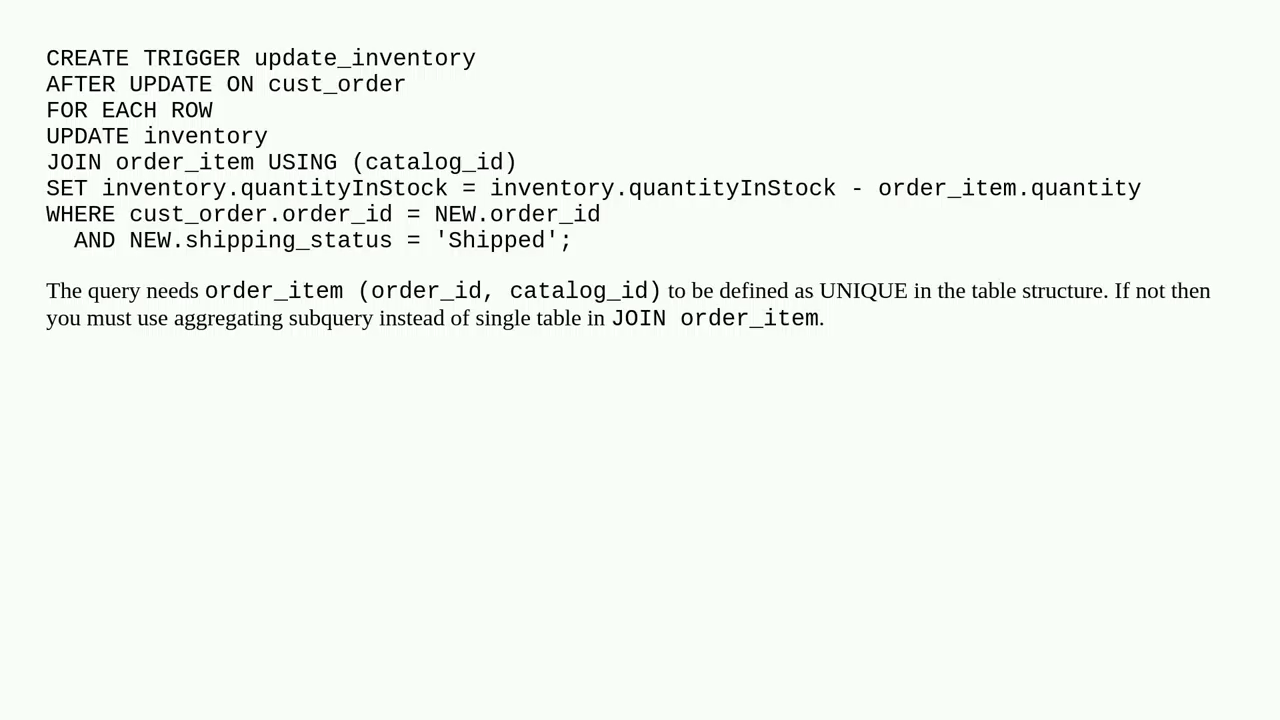 CREATE TRIGGER update_inventory
AFTER UPDATE ON cust_order
FOR EACH ROW
UPDATE inventory
JOIN order_item USING (catalog_id)
SET inventory.quantityInStock = inventory.quantityInStock - order_item.quantity
WHERE cust_order.order_id = NEW.order_id
  AND NEW.shipping_status = 'Shipped';
The query needs order_item (order_id, catalog_id) to be defined as UNIQUE in the table structure. If not then
you must use aggregating subquery instead of single table in JOIN order_item.